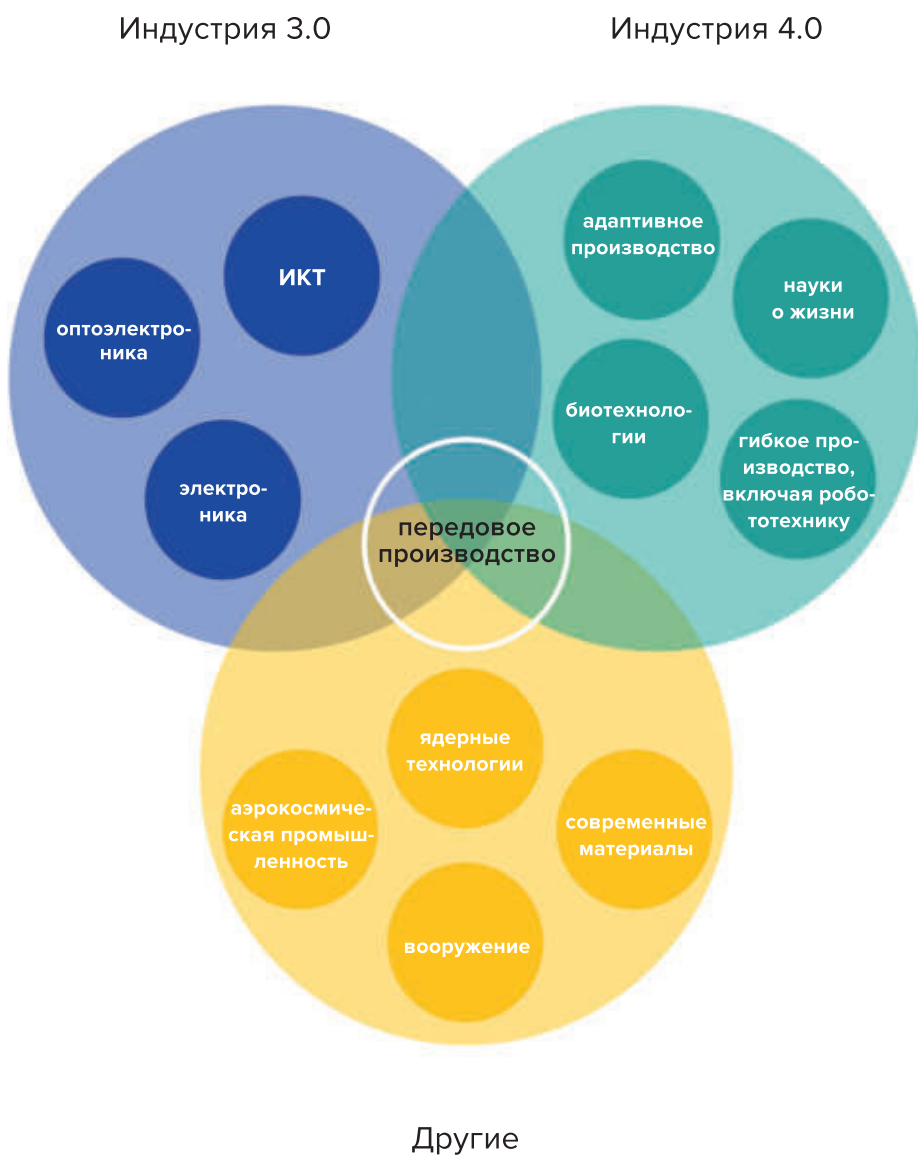 Индустрия 3.0
Индустрия 4.0
ИКТ
оптоэлектро-
ника
электро-
ника
адаптивное
производство
науки
о жизни
биотехноло-
гии
гибкое про-
изводство,
включая робо-
тотехнику
передовое
производство
ядерные
технологии
аэрокосмиче-
ская промыш-
ленность
современные
материалы
вооружение
Другие